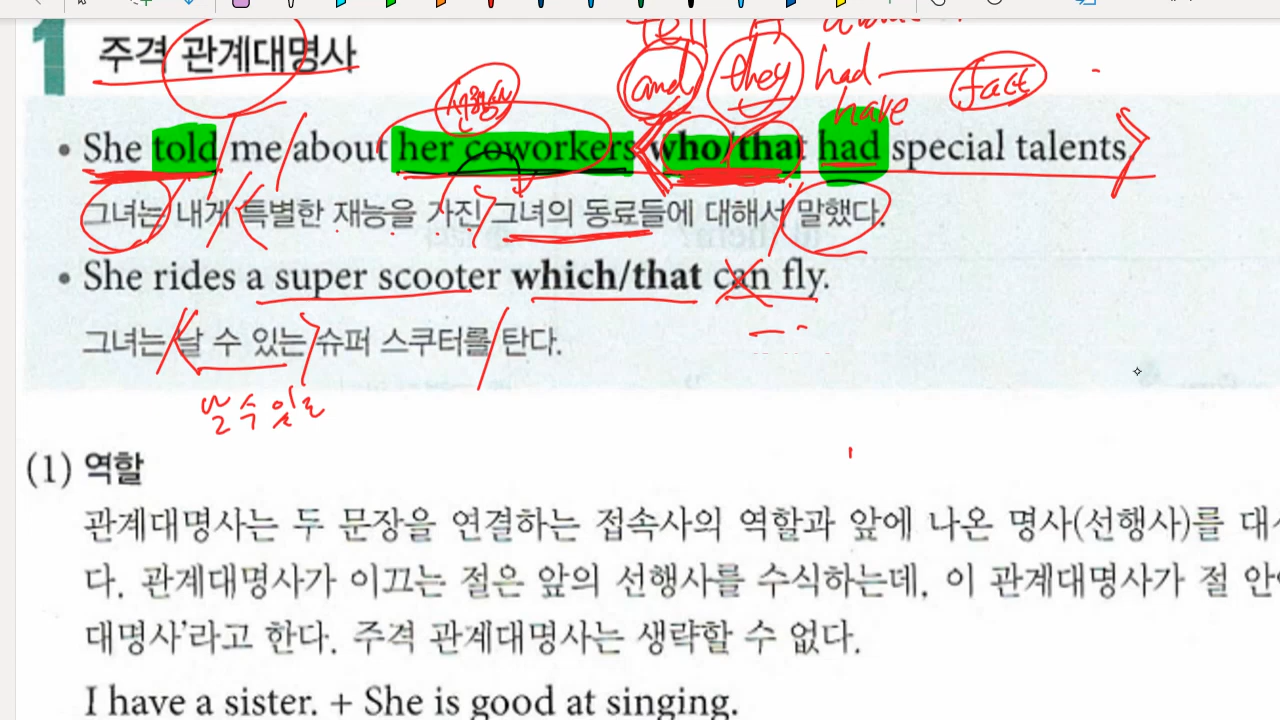 tell
1 주격 관계대명사
and they had fact
have
선행사
• She told me about her coworkers who/that had special talents.
그녀는 내게 특별한 재능을 가진 그녀의 동료들에 대해서 말했다.
• She rides a super scooter which/that can fly.
그녀는 날 수 있는 슈퍼 스쿠터를 탄다.
날 수 있는
(1) 역할
관계대명사는 두 문장을 연결하는 접속사의 역할과 앞에 나온 명사(선행사)를 대
다. 관계대명사가 이끄는 절은 앞의 선행사를 수식하는데, 이 관계대명사가 절
대명사'라고 한다. 주격 관계대명사는 생략할 수 없다.
I have a sister. + She is good at singing.